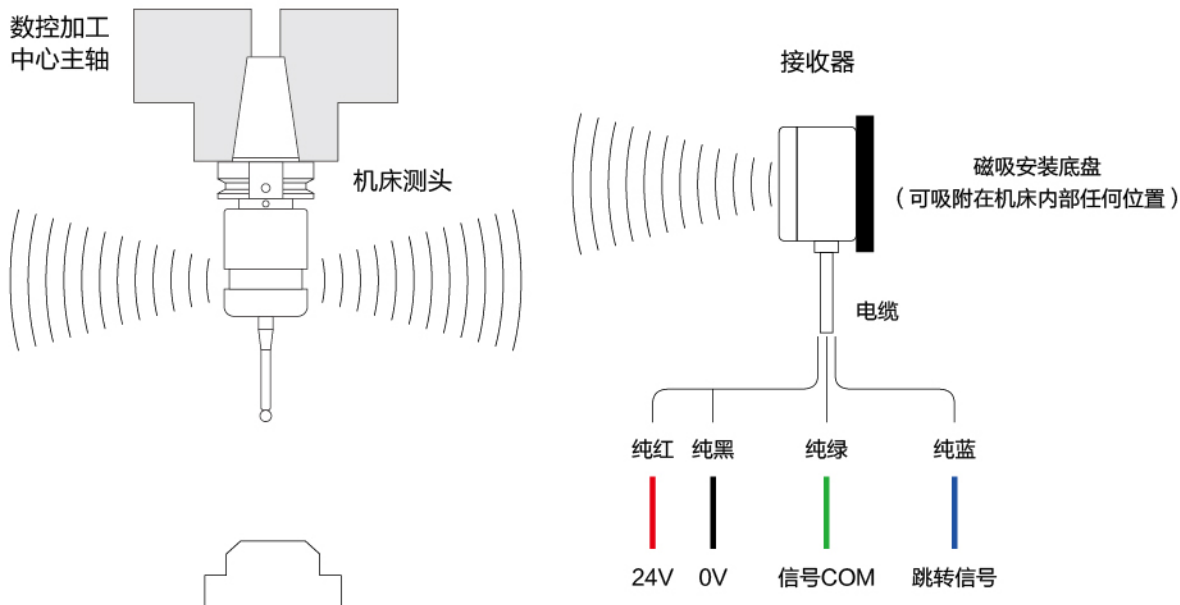 数控加工
中心主轴
机床测头
接收器
磁吸安装底盘
（可吸附在机床内部任何位置）
电缆
纯红 纯黑 纯绿 纯蓝
24V 0V 信号COM 跳转信号